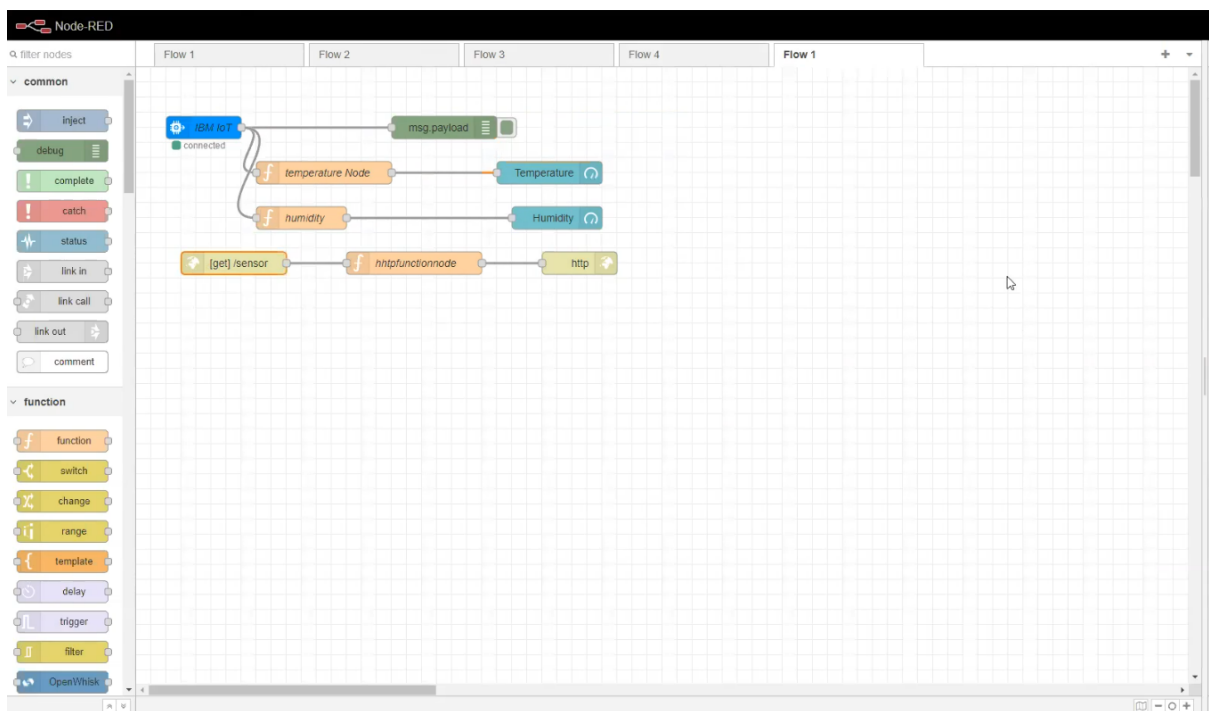 Node-RED
filter nodes
Flow 1
Flow 2
Flow 3
Flow 4
Flow 1
common
inject
debug
complete
catch
status
link in
link call
link out
comment
function
function
switch
change
range
template
delay
trigger
filter
OpenWhisk
IBM IoT
connected
msg.payload
temperature Node
Temperature
humidity
Humidity
[get] /sensor
hhtpfunctionnode
http